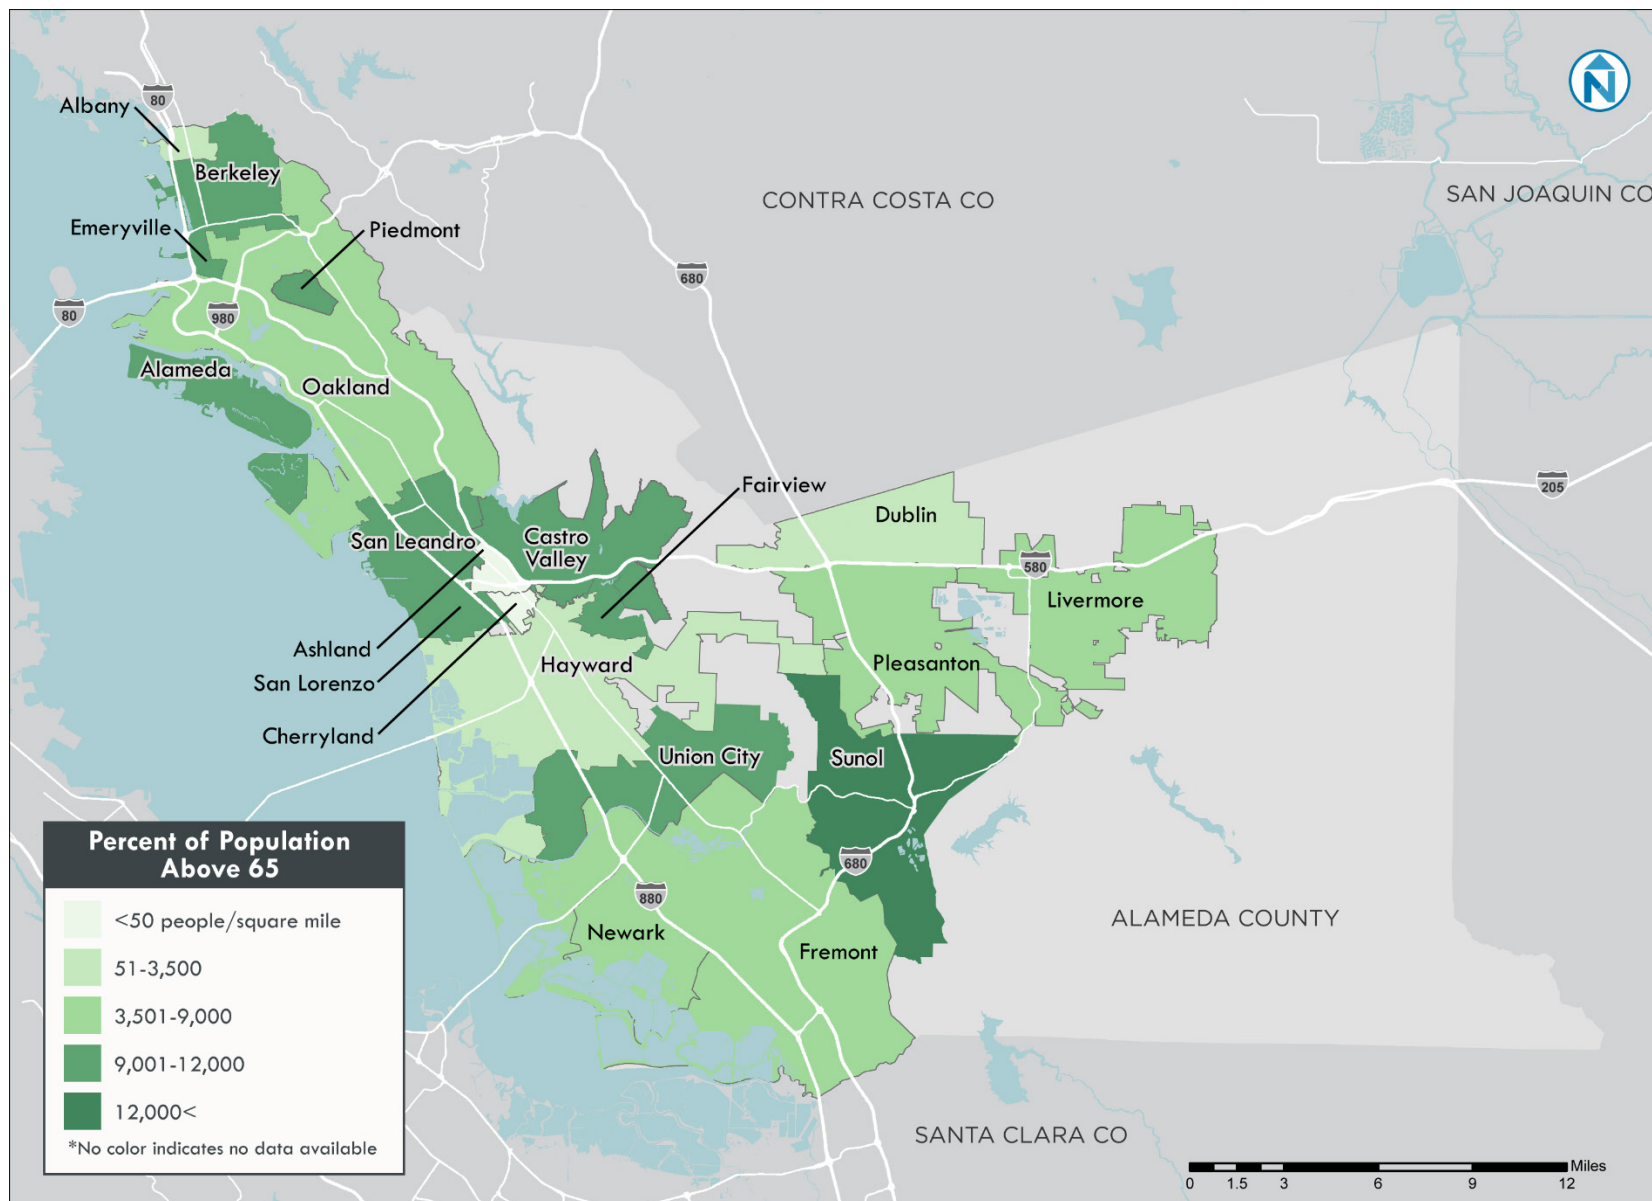 80
Albany
N
Berkeley
CONTRA COSTA CO
SAN JOAQUIN CO
Emeryville
Piedmont
680
80
980
Alameda
Oakland
Fairview
205
Dublin
San Leandro
Castro
Valley
580
Livermore
Ashland
Hayward
Pleasanton
San Lorenzo
Cherryland
Union City
Sunol
680
880
Newark
Fremont
ALAMEDA COUNTY
SANTA CLARA CO
Percent of Population
Above 65
<50 people/square mile
51-3,500
3,501-9,000
9,001-12,000
12,000<
*No color indicates no data available
Miles
0 1.5 3 6 9 12